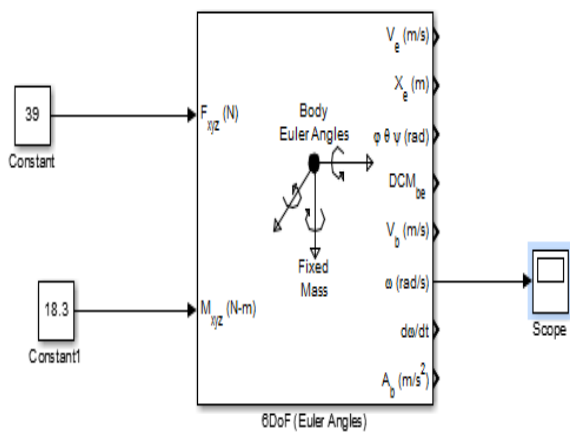 39
Constant
18.3
Constant1
F_xyz (N)
M_xyz (N-m)
Body
Euler Angles
Fixed
Mass
V_e (m/s)
X_e (m)
φ θ ψ (rad)
DCM_be
V_b (m/s)
ω (rad/s)
dω/dt
A_b (m/s²)
Scope
6DoF (Euler Angles)